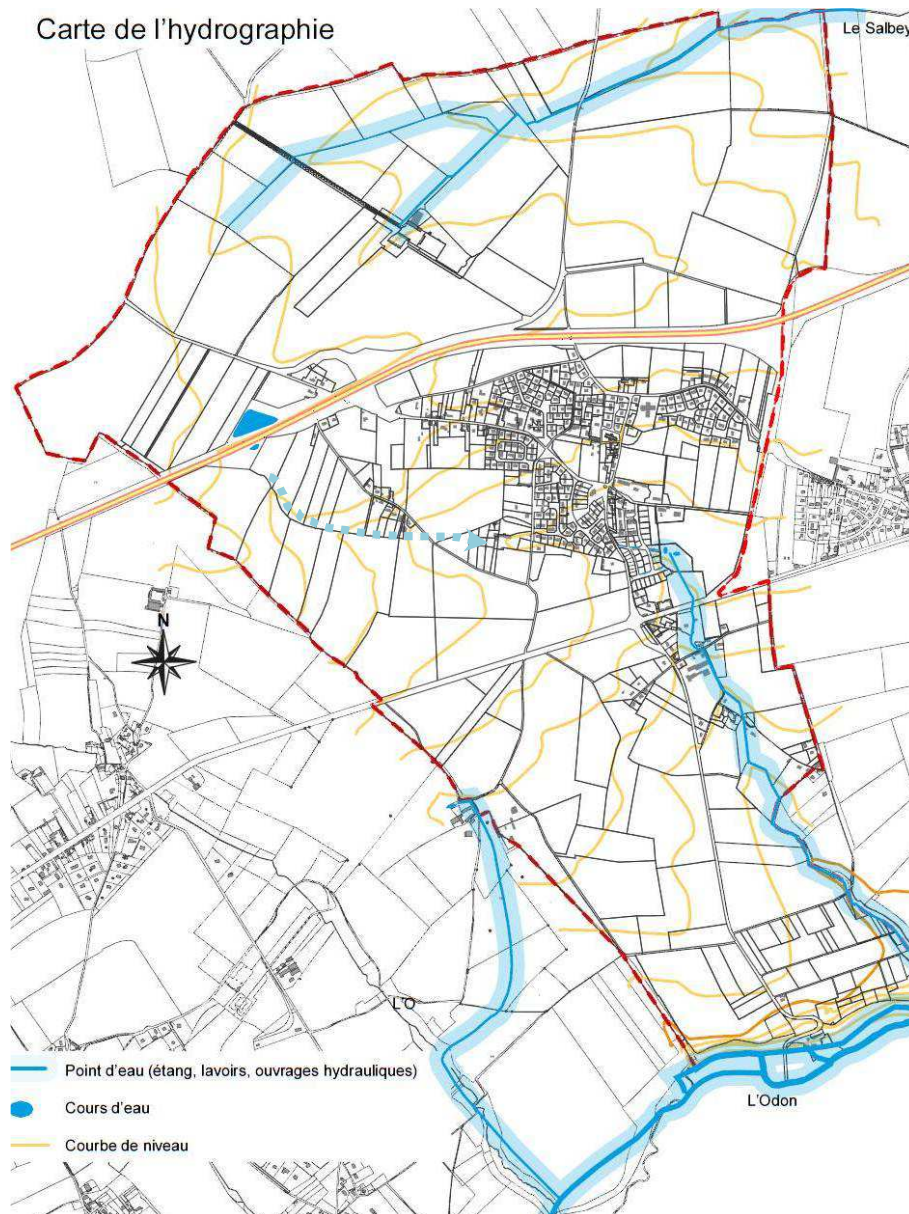 Carte de l'hydrographie
Le Salbey
N
L'O
Point d'eau (étang, lavoirs, ouvrages hydrauliques)
L'Odon
Cours d'eau
Courbe de niveau